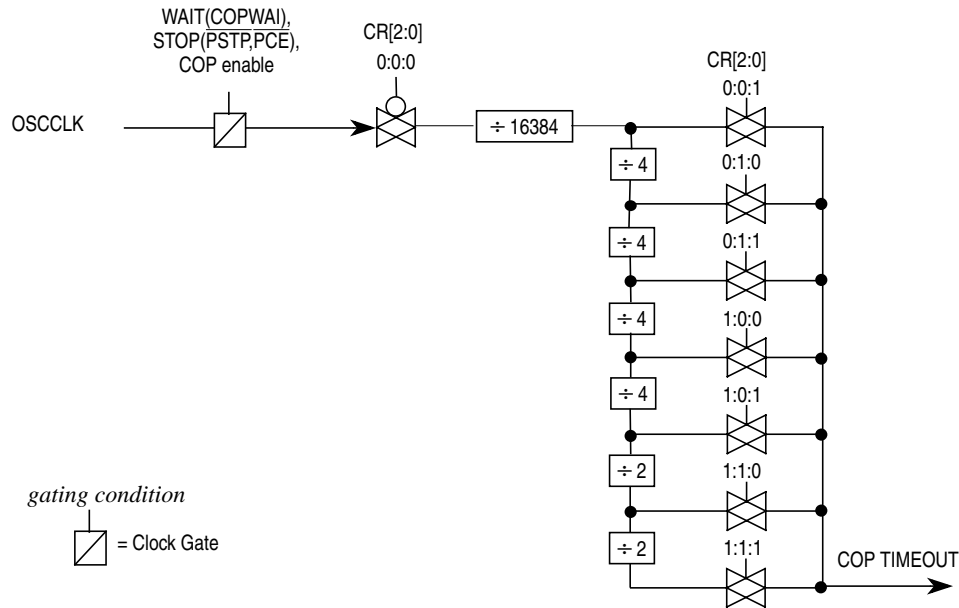 WAIT(COPWAI),
STOP(PSTP,PCE),
COP enable
CR[2:0]
0:0:0
CR[2:0]
0:0:1
OSCCLK
÷ 16384
÷ 4
0:1:0
÷ 4
0:1:1
÷ 4
1:0:0
÷ 4
1:0:1
÷ 2
1:1:0
÷ 2
1:1:1
gating condition
= Clock Gate
COP TIMEOUT